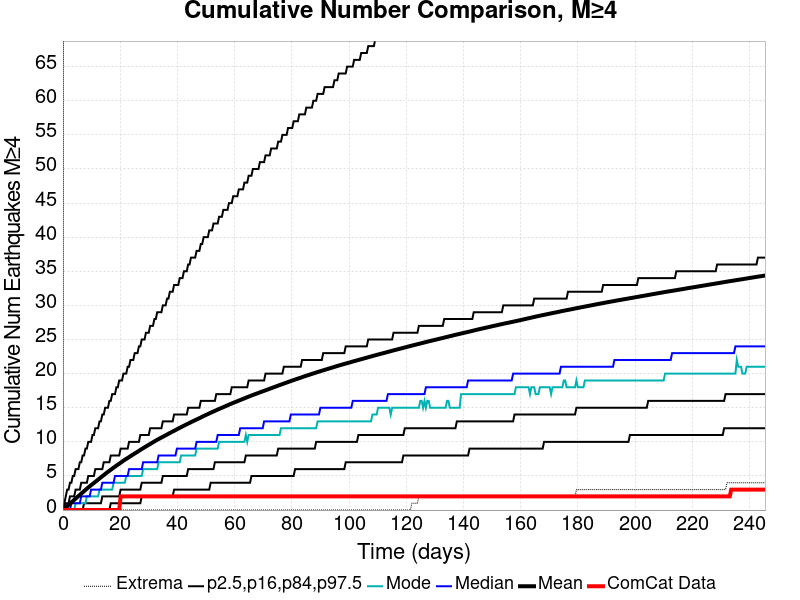 Cumulative Number Comparison, M≥4
Cumulative Num Earthquakes M≥4
65
60
55
50
45
40
35
30
25
20
15
10
5
0
0 20 40 60 80 100 120 140 160 180 200 220 240
Time (days)
Extrema p2.5,p16,p84,p97.5 Mode Median Mean ComCat Data